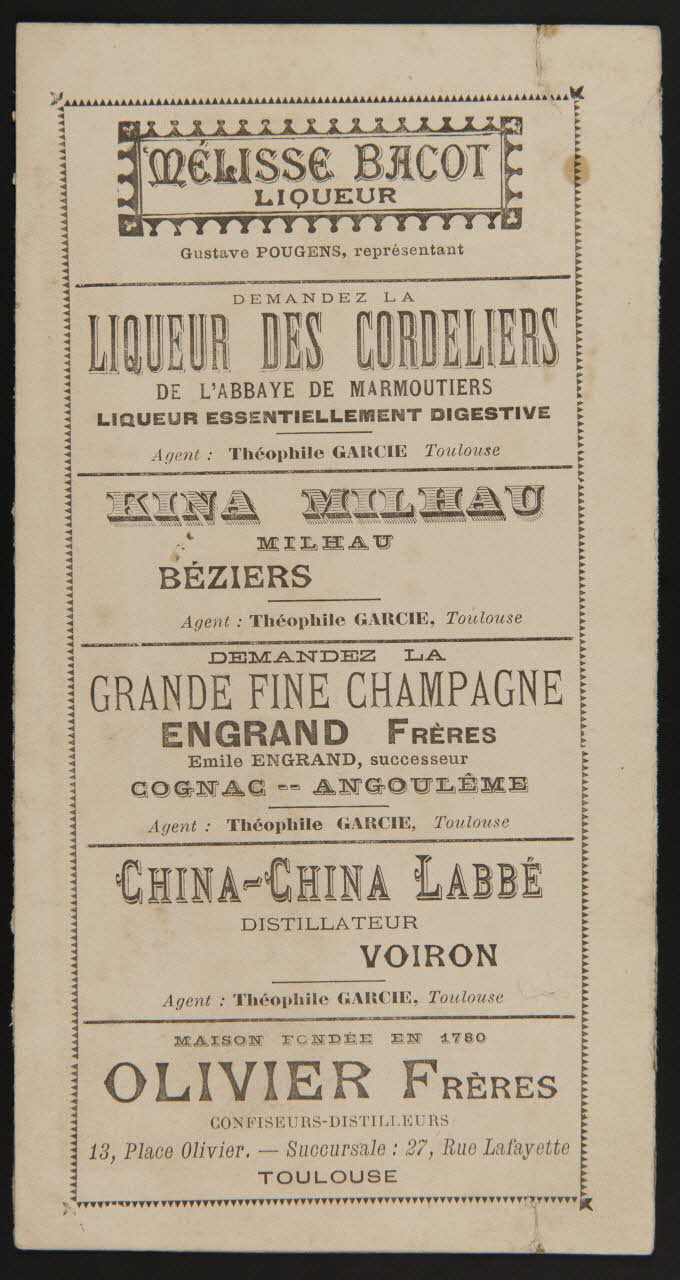 MÉLISSE BACOT
LIQUEUR
Gustave POUGENS, représentant
DEMANDEZ LA
LIQUEUR DES CORDELIERS
DE L'ABBAYE DE MARMOUTIERS
LIQUEUR ESSENTIELLEMENT DIGESTIVE
Agent : Théophile GARCIE Toulouse
KINA MILHAU
MILHAU
BÉZIERS
Agent : Théophile GARCIE, Toulouse
DEMANDEZ LA
GRANDE FINE CHAMPAGNE
ENGRAND FRÈRES
Emile ENGRAND, successeur
COGNAC -- ANGOULÊME
Agent : Théophile GARCIE, Toulouse
CHINA-CHINA LABBÉ
DISTILLATEUR
VOIRON
Agent : Théophile GARCIE, Toulouse
MAISON FONDÉE EN 1780
OLIVIER FRÈRES
CONFISEURS-DISTILLEURS
13, Place Olivier. — Succursale : 27, Rue Lafayette
TOULOUSE